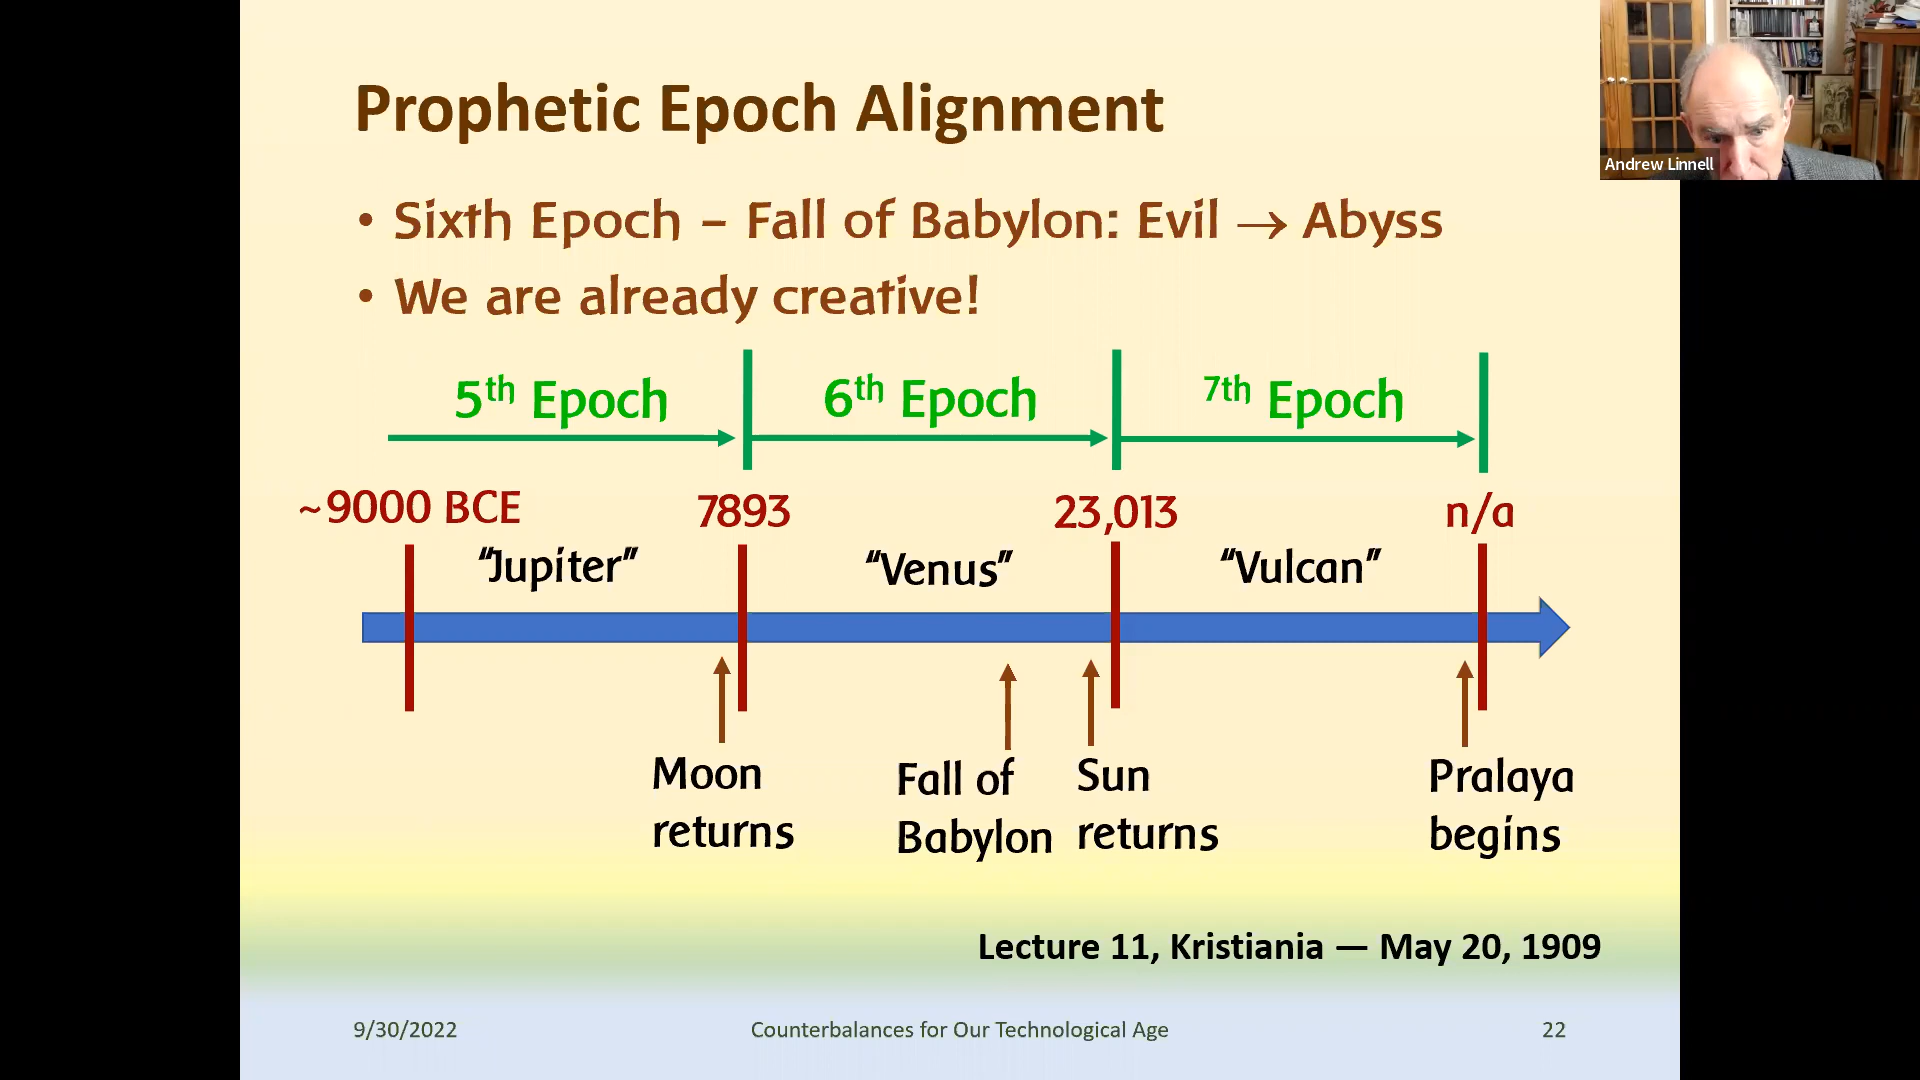 Prophetic Epoch Alignment
Andrew Linnell
• Sixth Epoch – Fall of Babylon: Evil → Abyss
• We are already creative!
5th Epoch
6th Epoch
7th Epoch
~9000 BCE
7893
23,013
n/a
“Jupiter”
“Venus”
“Vulcan”
Moon
returns
Fall of
Babylon
Sun
returns
Pralaya
begins
Lecture 11, Kristiania — May 20, 1909
9/30/2022
Counterbalances for Our Technological Age
22